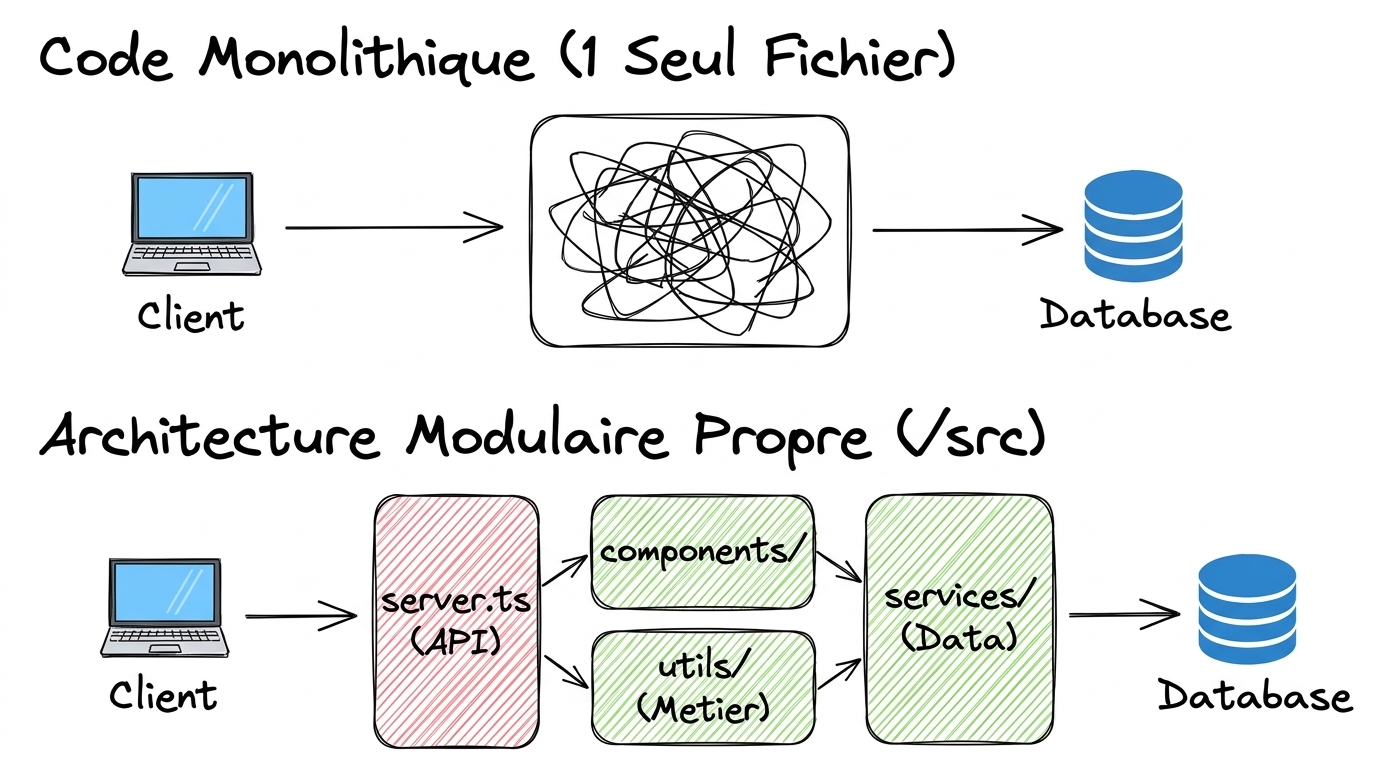 Code Monolithique (1 Seul Fichier)
Client
Database
Architecture Modulaire Propre (/src)
server.ts
(API)
components/
utils/
(Metier)
services/
(Data)
Client
Database